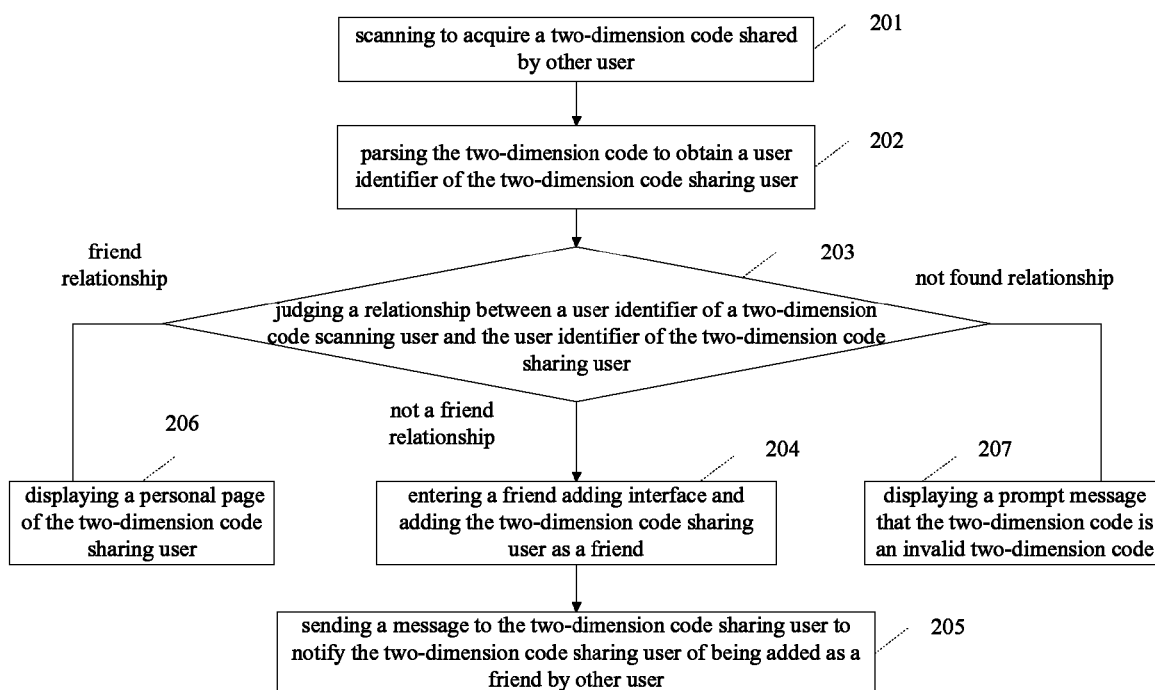 scanning to acquire a two-dimension code shared
by other user
201
parsing the two-dimension code to obtain a user
identifier of the two-dimension code sharing user
202
friend
relationship
203
not found relationship
judging a relationship between a user identifier of a two-dimension
code scanning user and the user identifier of the two-dimension code
sharing user
not a friend
relationship
206
204
207
displaying a personal page
of the two-dimension code
sharing user
entering a friend adding interface and
adding the two-dimension code sharing
user as a friend
displaying a prompt message
that the two-dimension code is
an invalid two-dimension code
sending a message to the two-dimension code sharing user to
notify the two-dimension code sharing user of being added as a
friend by other user
205